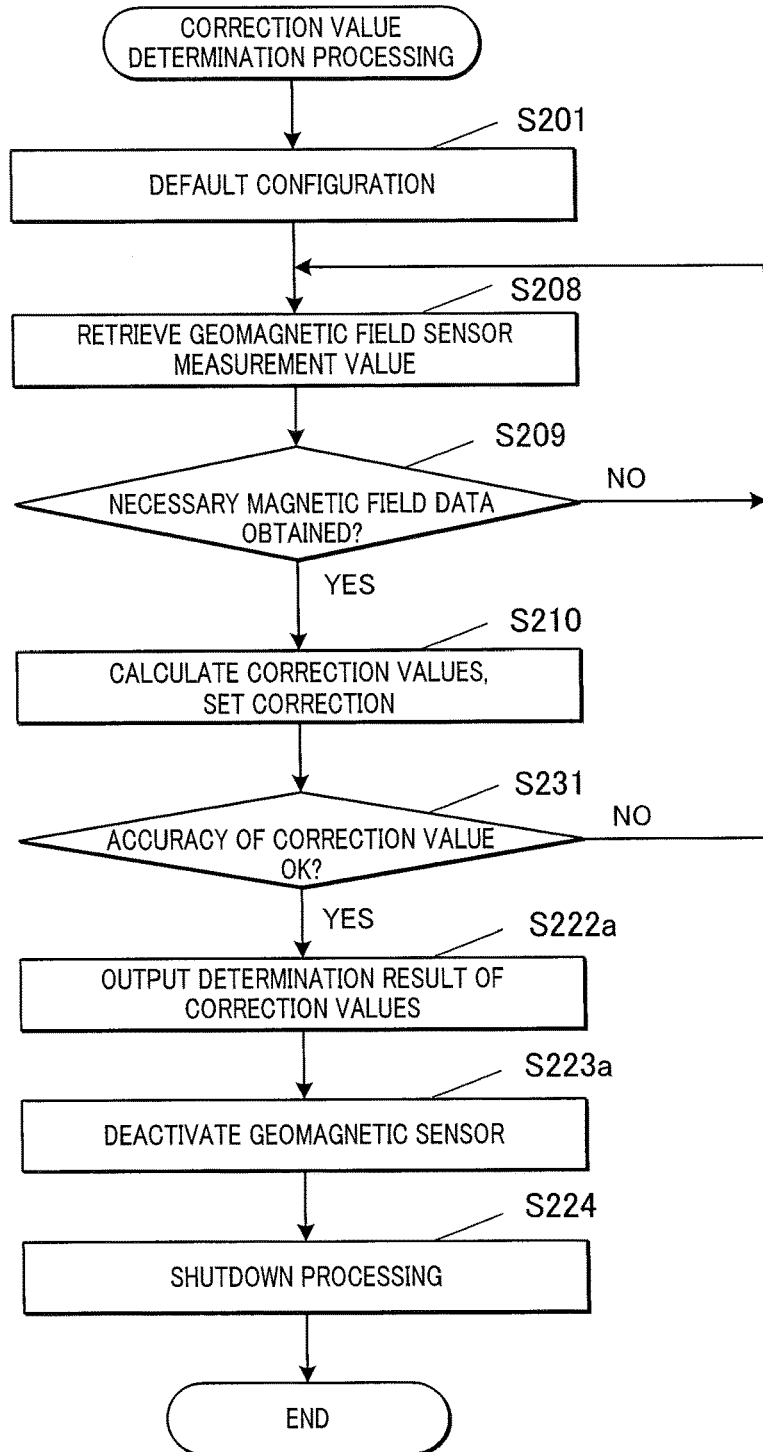 CORRECTION VALUE
DETERMINATION PROCESSING
S201
DEFAULT CONFIGURATION
S208
RETRIEVE GEOMAGNETIC FIELD SENSOR
MEASUREMENT VALUE
S209
NECESSARY MAGNETIC FIELD DATA
OBTAINED?
NO
YES
S210
CALCULATE CORRECTION VALUES,
SET CORRECTION
S231
ACCURACY OF CORRECTION VALUE
OK?
NO
YES
S222a
OUTPUT DETERMINATION RESULT OF
CORRECTION VALUES
S223a
DEACTIVATE GEOMAGNETIC SENSOR
S224
SHUTDOWN PROCESSING
END